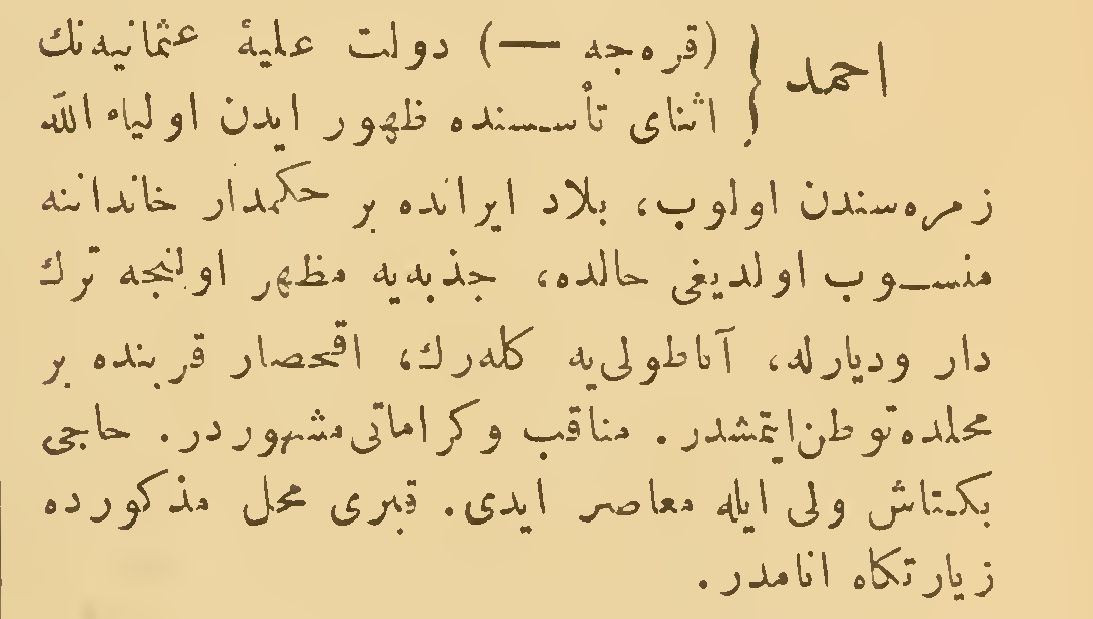 احمد } (قره‌جه —) دولت علیهٔ عثمانیه‌نك
اثنای تأسسنده ظهور ایدن اولیاء الله
زمره‌سندن اولوب، بلاد ایرانده بر حکمدار خاندانه
منسوب اولدیغی حالده، جذبه‌یه مظهر اولنجه ترك
دار ودیارله، آناطولی‌یه کله‌رك، اقحصار قربنده بر
محلده توطن ایتمشدر. مناقب وکراماتی مشهوردر. حاجی
بکتاش ولی ایله معاصر ایدی. قبری محل مذکورده
زیارتکاه انامدر.